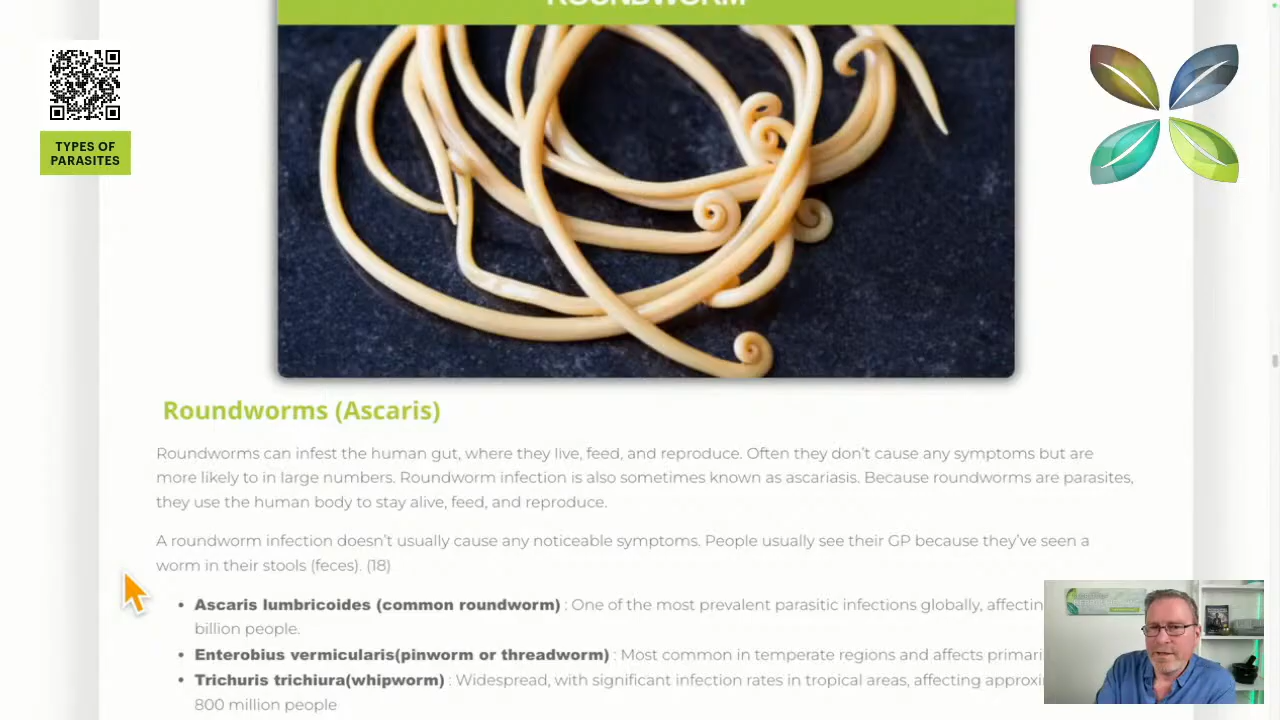 ROUNDWORM
TYPES OF
PARASITES
Roundworms (Ascaris)
Roundworms can infest the human gut, where they live, feed, and reproduce. Often they don't cause any symptoms but are
more likely to in large numbers. Roundworm infection is also sometimes known as ascariasis. Because roundworms are parasites,
they use the human body to stay alive, feed, and reproduce.
A roundworm infection doesn't usually cause any noticeable symptoms. People usually see their GP because they've seen a
worm in their stools (feces). (18)
• Ascaris lumbricoides (common roundworm) : One of the most prevalent parasitic infections globally, affectin
billion people.
• Enterobius vermicularis(pinworm or threadworm) : Most common in temperate regions and affects primari
• Trichuris trichiura(whipworm) : Widespread, with significant infection rates in tropical areas, affecting approxi
800 million people